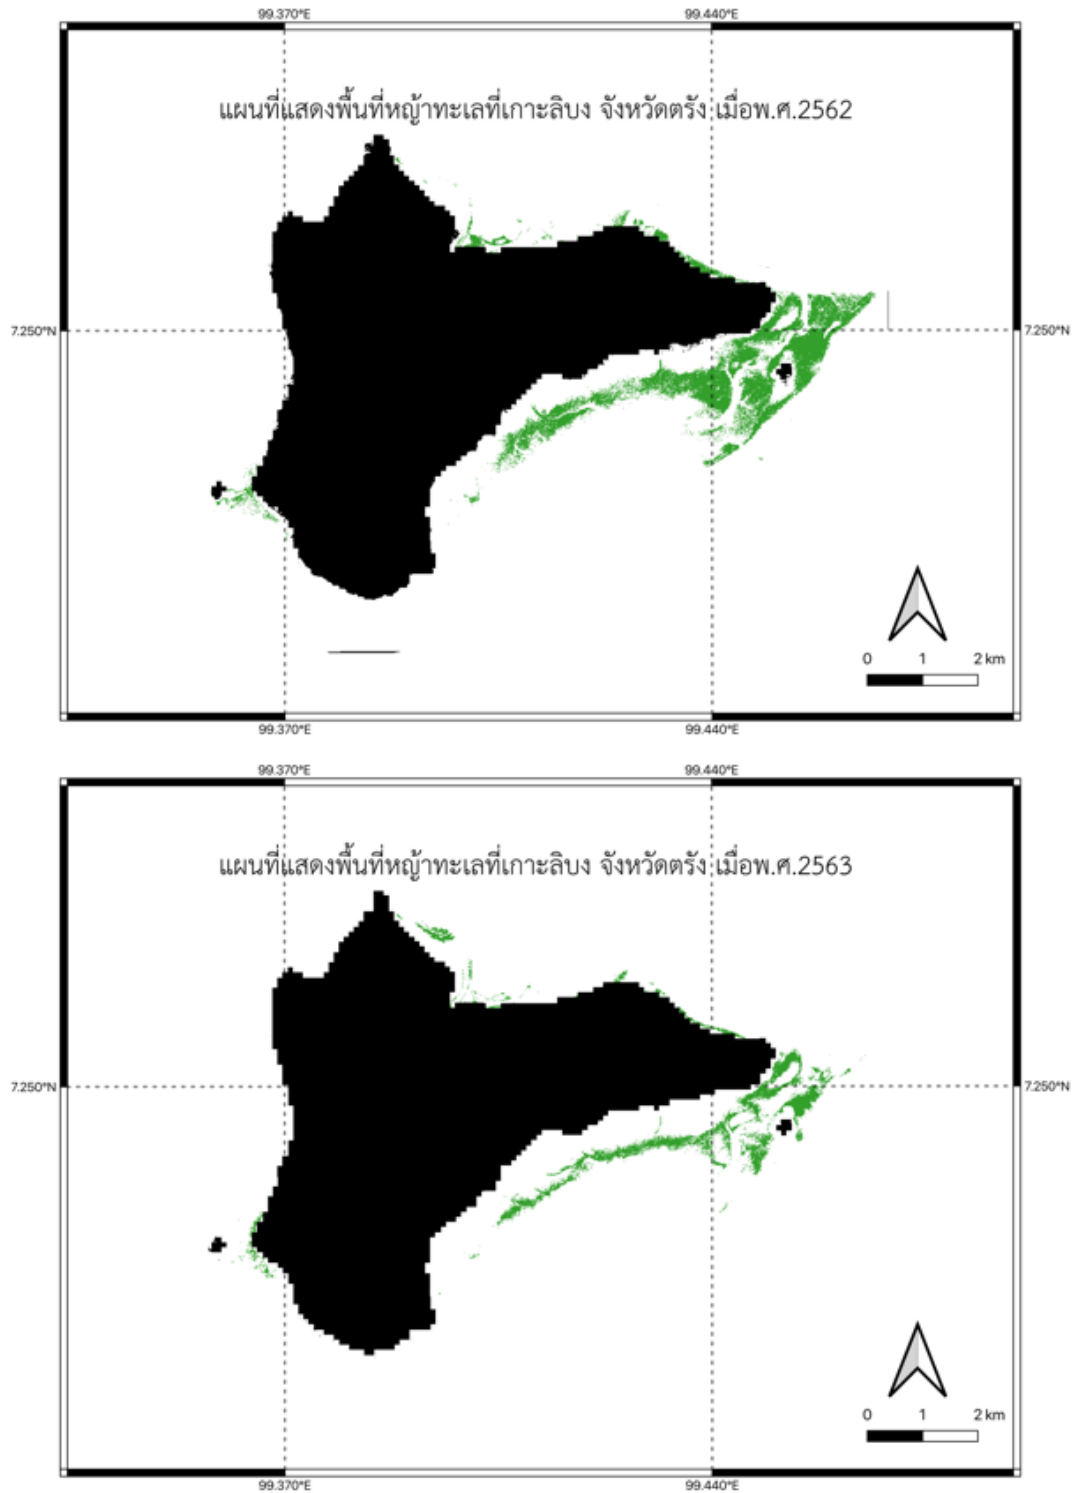 99.370°E 99.440°E
แผนที่แสดงพื้นที่หญ้าทะเลที่เกาะลิบง จังหวัดตรัง เมื่อพ.ศ.2562
7.250°N 7.250°N
0 1 2 km
99.370°E 99.440°E
99.370°E 99.440°E
แผนที่แสดงพื้นที่หญ้าทะเลที่เกาะลิบง จังหวัดตรัง เมื่อพ.ศ.2563
7.250°N 7.250°N
0 1 2 km
99.370°E 99.440°E